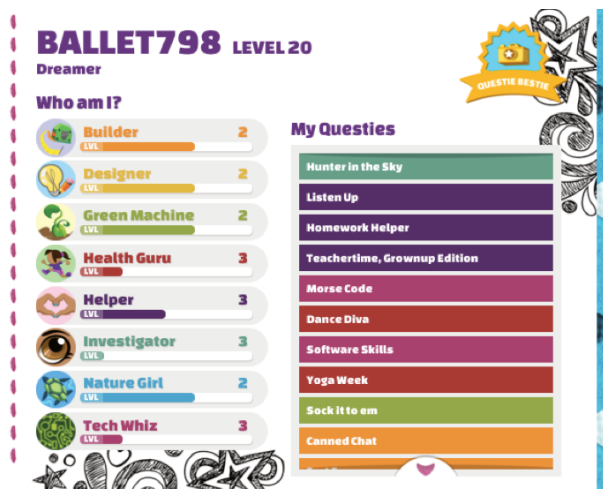 BALLET798 LEVEL 20
Dreamer
QUESTIE BESTIE
Who am I?
Builder 2
LVL
Designer 2
LVL
Green Machine 2
LVL
Health Guru 3
LVL
Helper 3
LVL
Investigator 3
LVL
Nature Girl 2
LVL
Tech Whiz 3
LVL
My Questies
Hunter in the Sky
Listen Up
Homework Helper
Teachertime, Grownup Edition
Morse Code
Dance Diva
Software Skills
Yoga Week
Sock it to em
Canned Chat